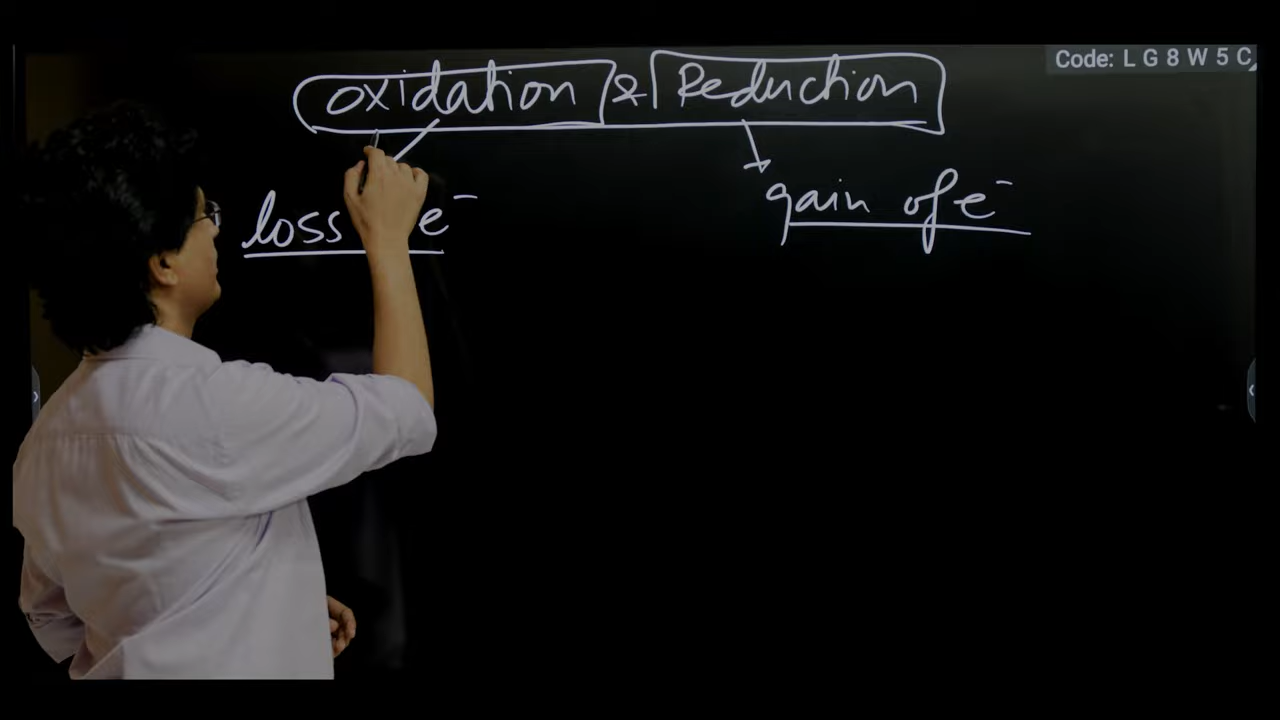 Code: L G 8 W 5 C
oxidation & Reduction
loss e⁻
gain of e⁻